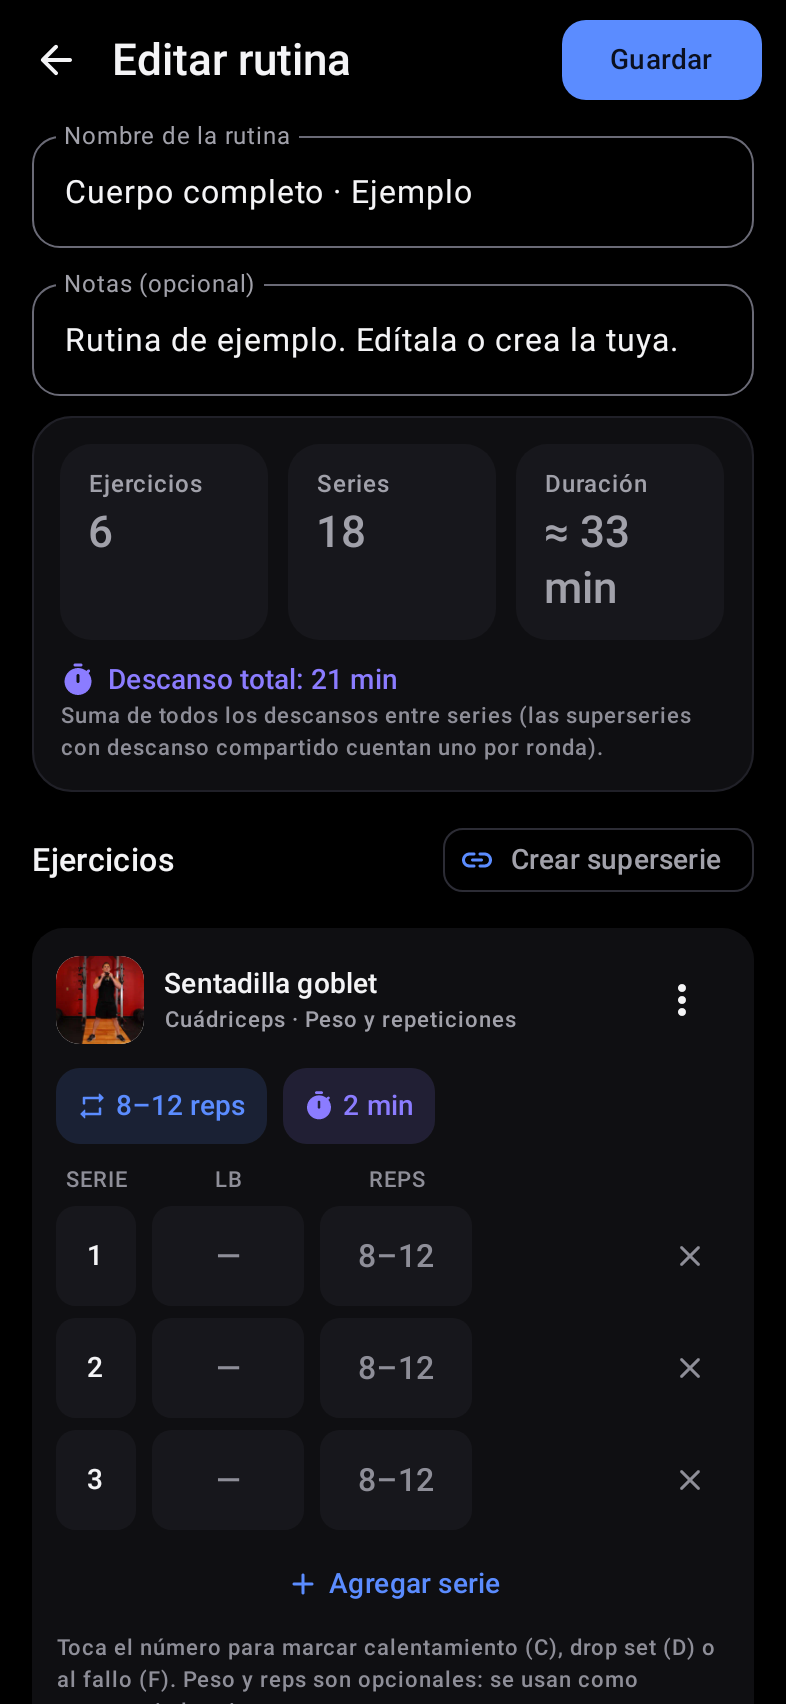 Editar rutina
Guardar
Nombre de la rutina
Cuerpo completo · Ejemplo
Notas (opcional)
Rutina de ejemplo. Edítala o crea la tuya.
Ejercicios
6
Series
18
Duración
≈ 33
min
Descanso total: 21 min
Suma de todos los descansos entre series (las superseries
con descanso compartido cuentan uno por ronda).
Ejercicios
Crear superserie
Sentadilla goblet
Cuádriceps · Peso y repeticiones
8–12 reps
2 min
SERIE LB REPS
1 — 8–12
2 — 8–12
3 — 8–12
+ Agregar serie
Toca el número para marcar calentamiento (C), drop set (D) o
al fallo (F). Peso y reps son opcionales: se usan como